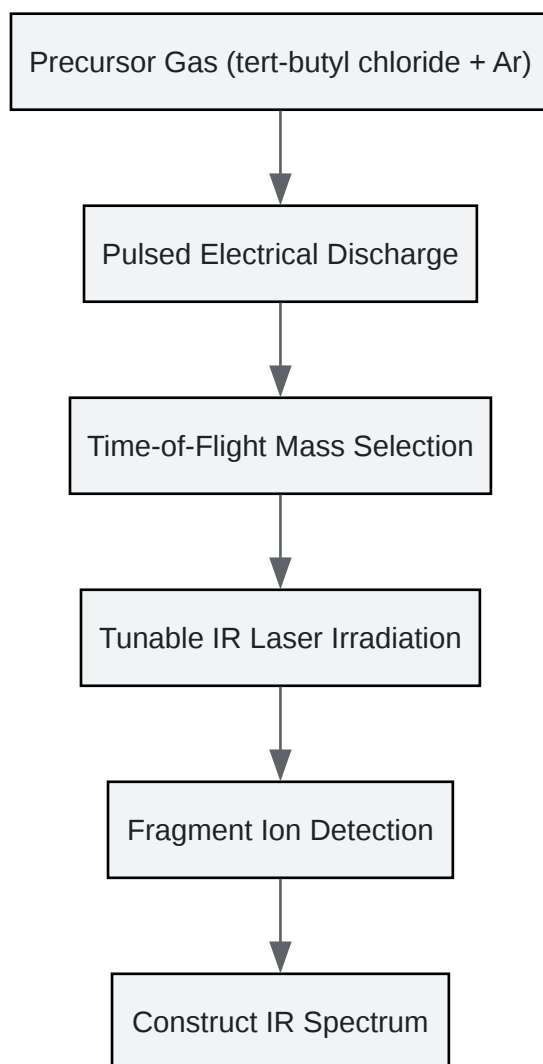 Precursor Gas (tert-butyl chloride + Ar)
Pulsed Electrical Discharge
Time-of-Flight Mass Selection
Tunable IR Laser Irradiation
Fragment Ion Detection
Construct IR Spectrum